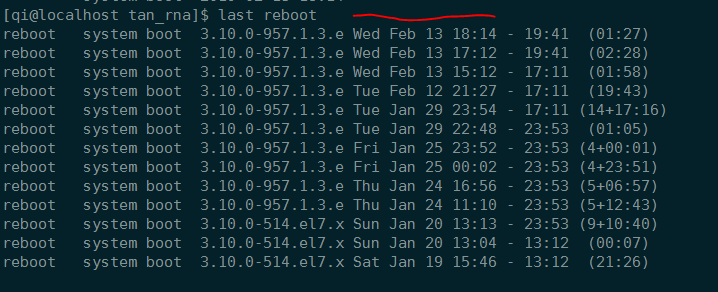 [qi@localhost tan_rna]$ last reboot
reboot   system boot  3.10.0-957.1.3.e Wed Feb 13 18:14 - 19:41  (01:27)
reboot   system boot  3.10.0-957.1.3.e Wed Feb 13 17:12 - 19:41  (02:28)
reboot   system boot  3.10.0-957.1.3.e Wed Feb 13 15:12 - 17:11  (01:58)
reboot   system boot  3.10.0-957.1.3.e Tue Feb 12 21:27 - 17:11  (19:43)
reboot   system boot  3.10.0-957.1.3.e Tue Jan 29 23:54 - 17:11 (14+17:16)
reboot   system boot  3.10.0-957.1.3.e Tue Jan 29 22:48 - 23:53  (01:05)
reboot   system boot  3.10.0-957.1.3.e Fri Jan 25 23:52 - 23:53 (4+00:01)
reboot   system boot  3.10.0-957.1.3.e Fri Jan 25 00:02 - 23:53 (4+23:51)
reboot   system boot  3.10.0-957.1.3.e Thu Jan 24 16:56 - 23:53 (5+06:57)
reboot   system boot  3.10.0-957.1.3.e Thu Jan 24 11:10 - 23:53 (5+12:43)
reboot   system boot  3.10.0-514.el7.x Sun Jan 20 13:13 - 23:53 (9+10:40)
reboot   system boot  3.10.0-514.el7.x Sun Jan 20 13:04 - 13:12  (00:07)
reboot   system boot  3.10.0-514.el7.x Sat Jan 19 15:46 - 13:12  (21:26)